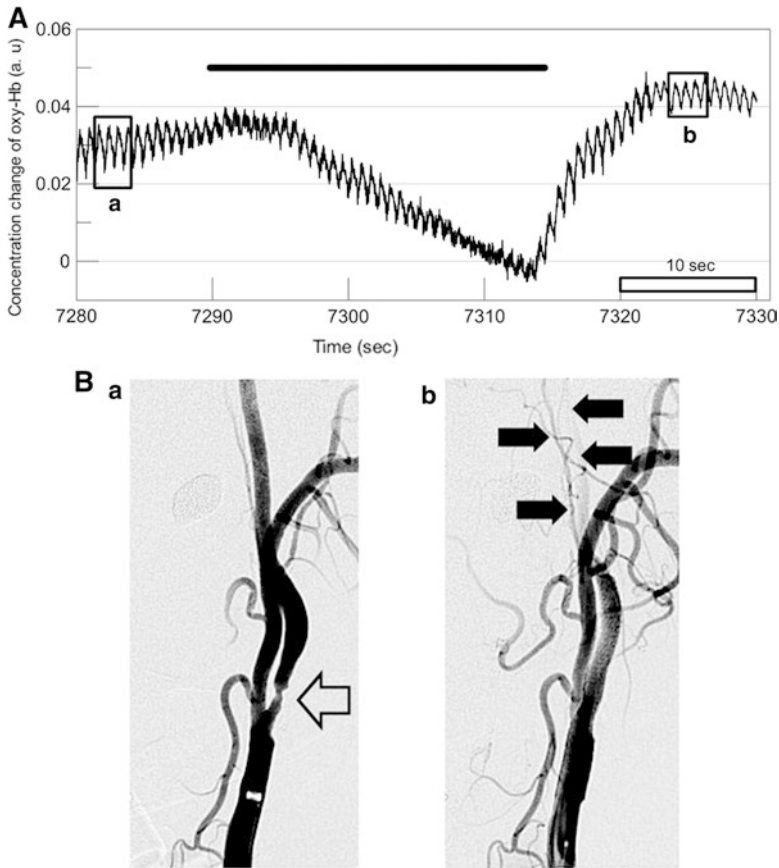 A
Concentration change of oxy-Hb (a. u)
0.06
0.04
0.02
0
a
b
10 sec
7280
7290
7300
7310
7320
7330
Time (sec)
B
a
b